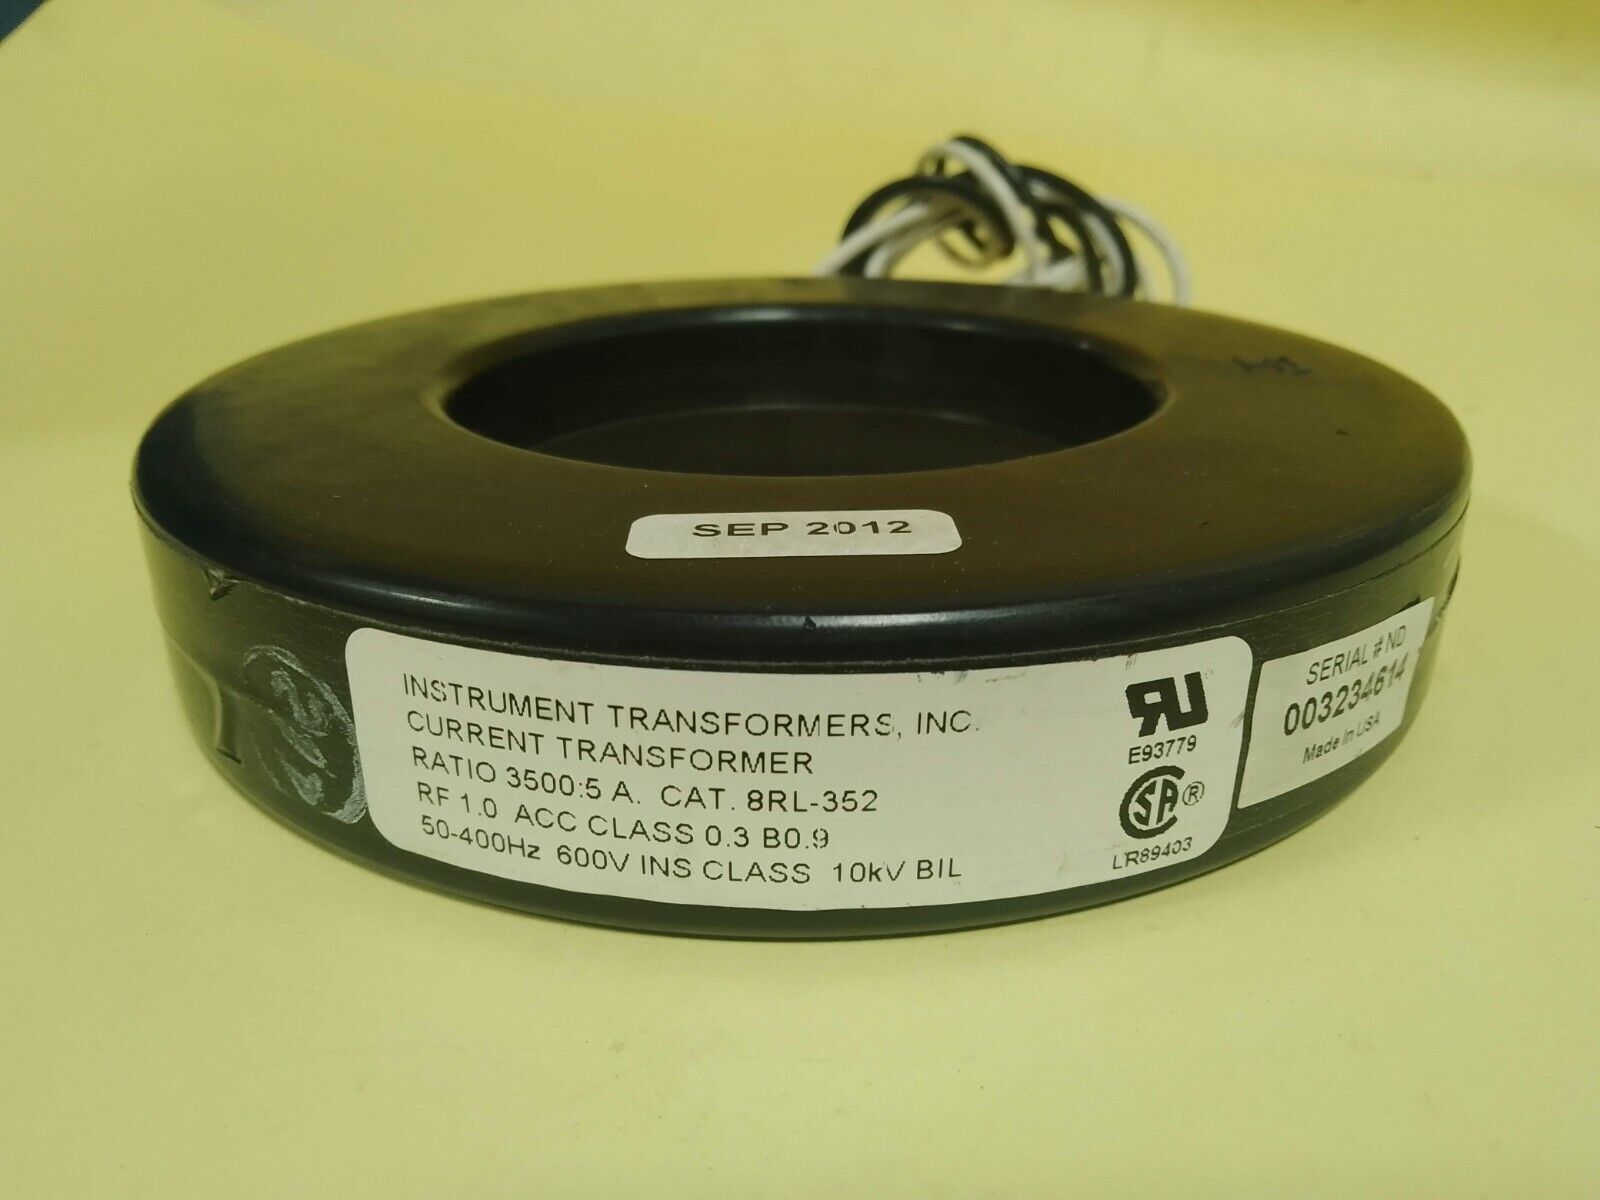 SEP 2012
INSTRUMENT TRANSFORMERS, INC.
CURRENT TRANSFORMER
RATIO 3500:5 A. CAT. 8RL-352
RF 1.0 ACC CLASS 0.3 B0.9
50-400Hz 600V INS CLASS 10kV BIL
E93779
SA ®
LR89403
SERIAL # ND
003234614
Made in USA